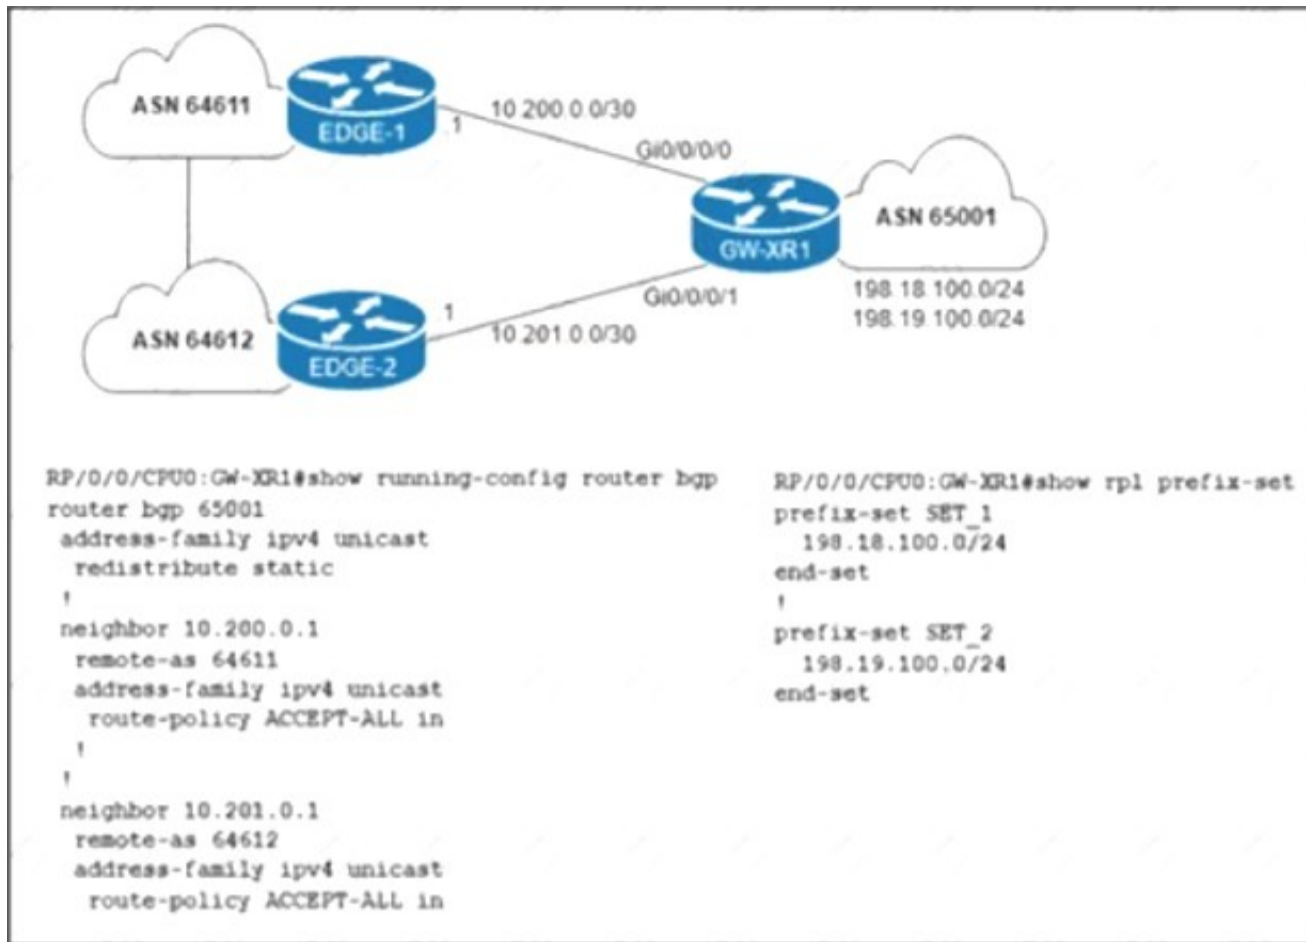 ASN 64611
EDGE-1
.1
10.200.0.0/30
Gi0/0/0/0
ASN 65001
GW-XR1
Gi0/0/0/1
198.18.100.0/24
198.19.100.0/24
ASN 64612
EDGE-2
.1
10.201.0.0/30
RP/0/0/CPU0:GW-XR1#show running-config router bgp
router bgp 65001
address-family ipv4 unicast
redistribute static
!
neighbor 10.200.0.1
remote-as 64611
address-family ipv4 unicast
route-policy ACCEPT-ALL in
!
!
neighbor 10.201.0.1
remote-as 64612
address-family ipv4 unicast
route-policy ACCEPT-ALL in
RP/0/0/CPU0:GW-XR1#show rpl prefix-set
prefix-set SET_1
198.18.100.0/24
end-set
!
prefix-set SET_2
198.19.100.0/24
end-set